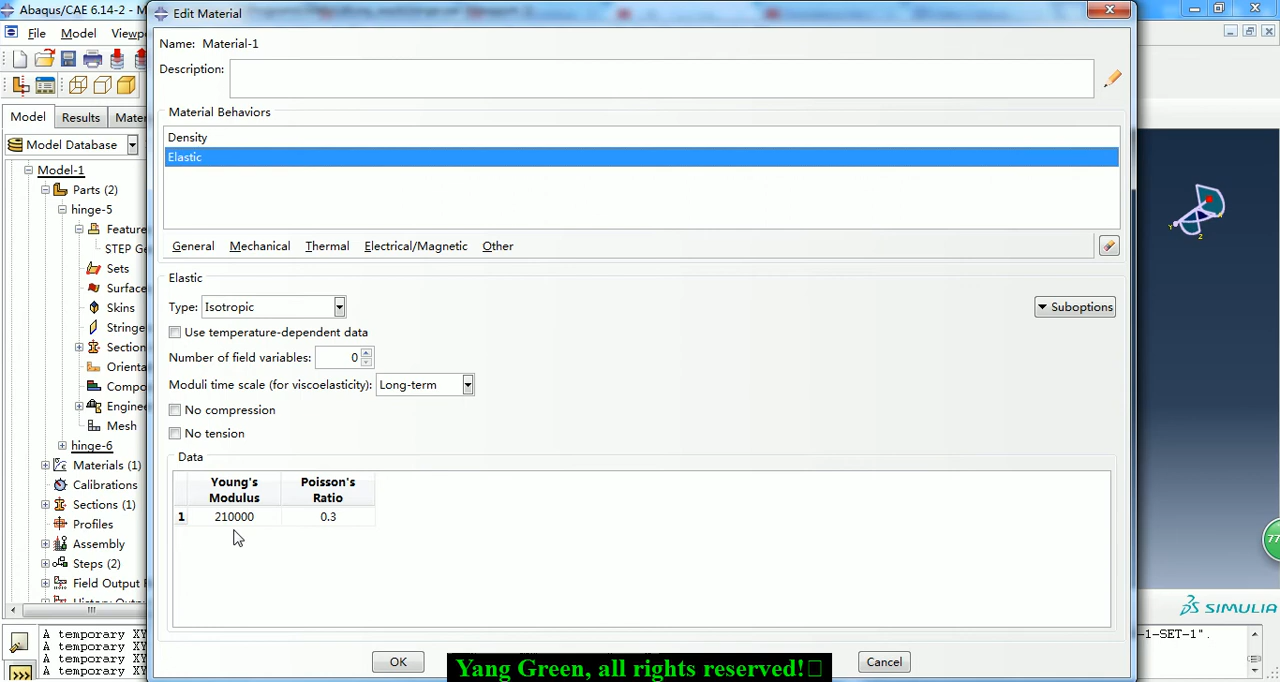 Abaqus/CAE 6.14-2 - M
Edit Material
File Model Viewp
Name: Material-1
Description:
Material Behaviors
Density
Elastic
General Mechanical Thermal Electrical/Magnetic Other
Elastic
Type: Isotropic
Suboptions
Use temperature-dependent data
Number of field variables: 0
Moduli time scale (for viscoelasticity): Long-term
No compression
No tension
Data
Young's Modulus
Poisson's Ratio
1 210000 0.3
OK
Cancel
Model Results Mater
Model Database
Model-1
Parts (2)
hinge-5
Feature
STEP Ge
Sets
Surface
Skins
Stringe
Section
Orienta
Compo
Engine
Mesh
hinge-6
Materials (1)
Calibrations
Sections (1)
Profiles
Assembly
Steps (2)
Field Output F
A temporary XY
A temporary XY
A temporary XY
A temporary XY
-1-SET-1".
Y
Z
77
SIMULIA
Yang Green, all rights reserved!